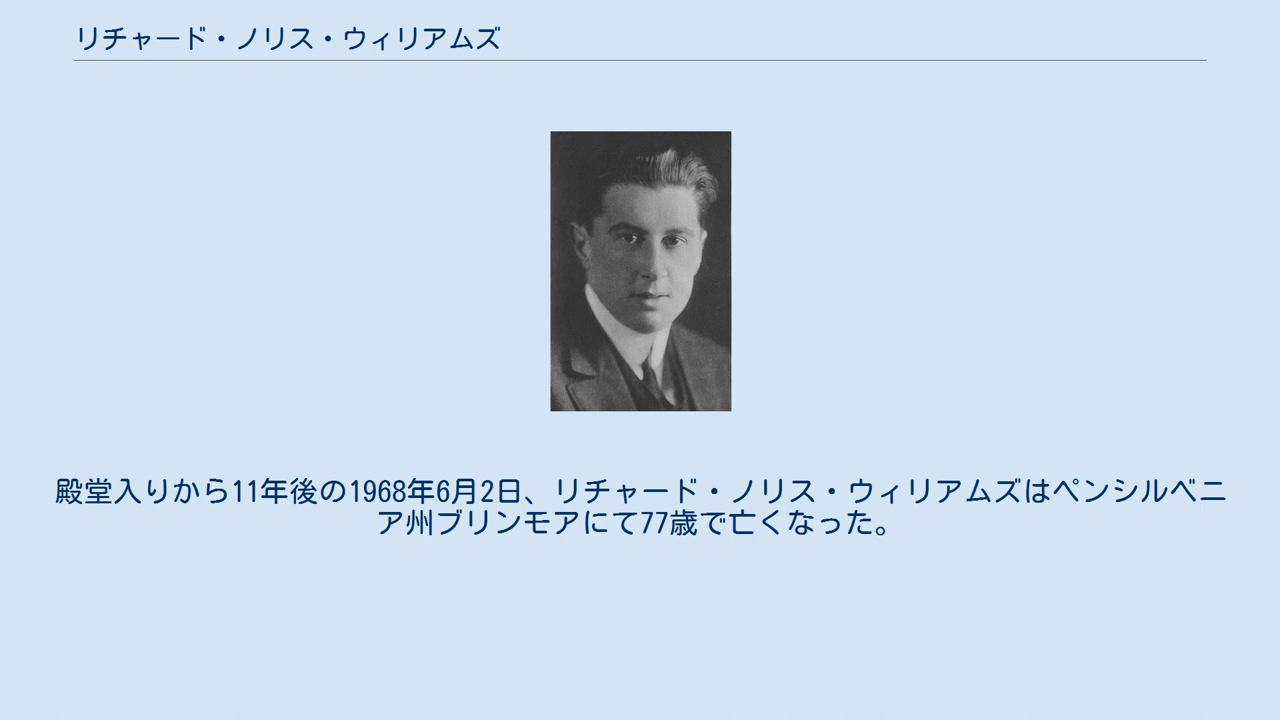 リチャード・ノリス・ウィリアムズ
殿堂入りから11年後の1968年6月2日、リチャード・ノリス・ウィリアムズはペンシルベニ
ア州ブリンモアにて77歳で亡くなった。